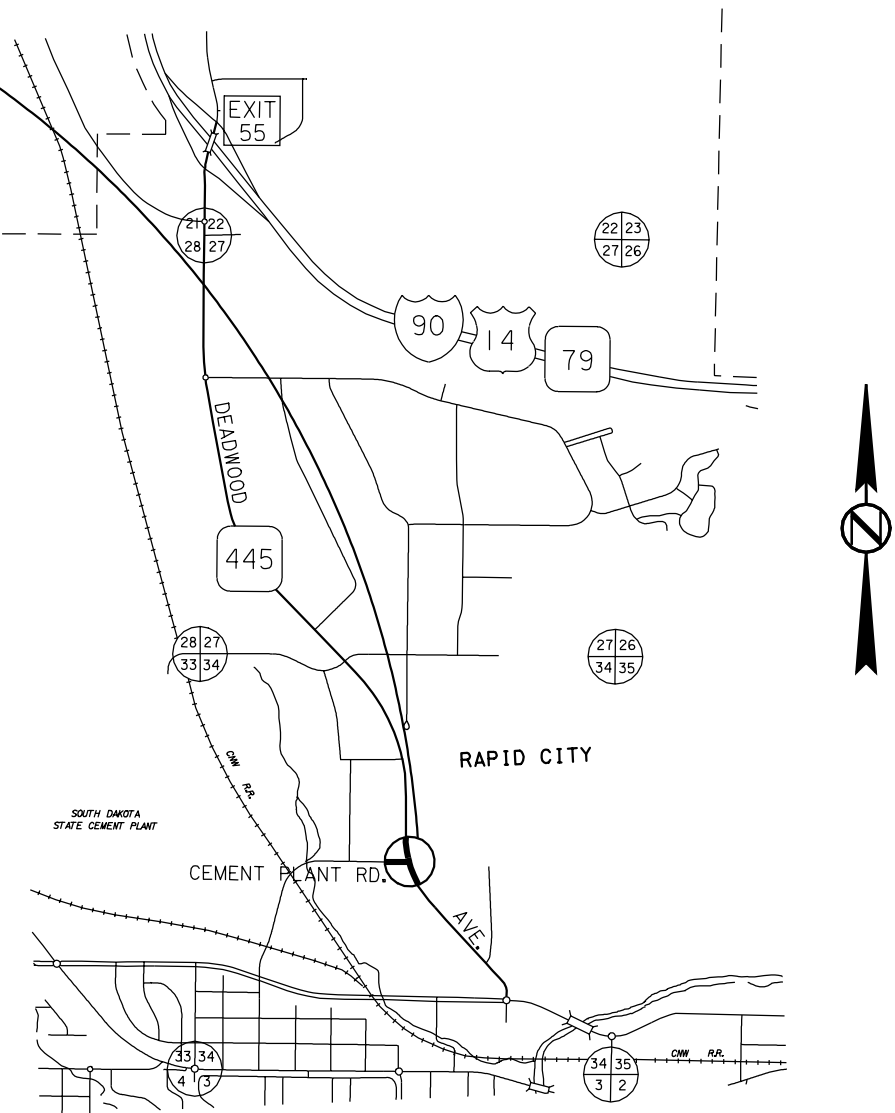 EXIT
55
21 22
28 27
22 23
27 26
90
14
79
DEADWOOD
445
28 27
33 34
27 26
34 35
RAPID CITY
CNW R.R.
SOUTH DAKOTA
STATE CEMENT PLANT
CEMENT PLANT RD.
AVE.
N
33 34
4 3
34 35
3 2
CNW R.R.